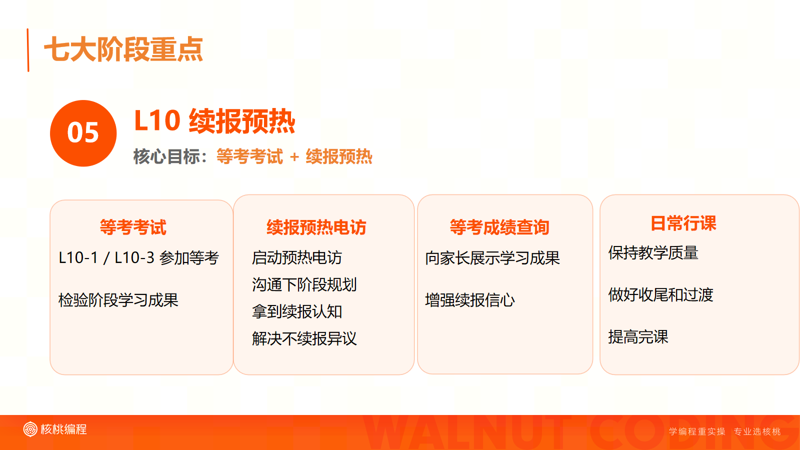 七大阶段重点
05
L10 续报预热
核心目标：等考考试 + 续报预热
等考考试
L10-1 / L10-3 参加等考
检验阶段学习成果
续报预热电访
启动预热电访
沟通下阶段规划
拿到续报认知
解决不续报异议
等考成绩查询
向家长展示学习成果
增强续报信心
日常行课
保持教学质量
做好收尾和过渡
提高完课
核桃编程
WALNUT CODING
学编程重实操 专业选核桃